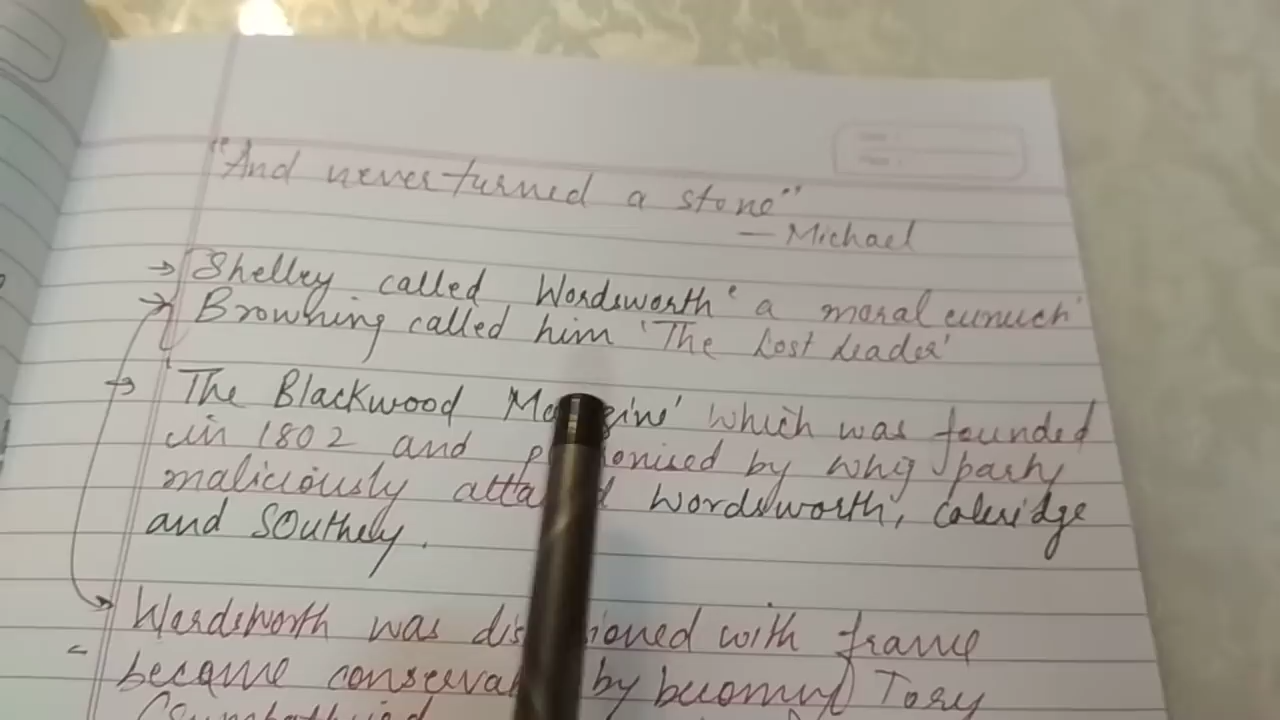 "And never turned a stone"
— Michael
→ Shelley called Wordsworth 'a moral eunuch'
→ Browning called him 'The Lost Leader'
→ The Blackwood which was founded
in 1802 and by whig party
maliciously Wordsworth, Coleridge
and Southey.
Wordsworth was with france
became by becoming Tory